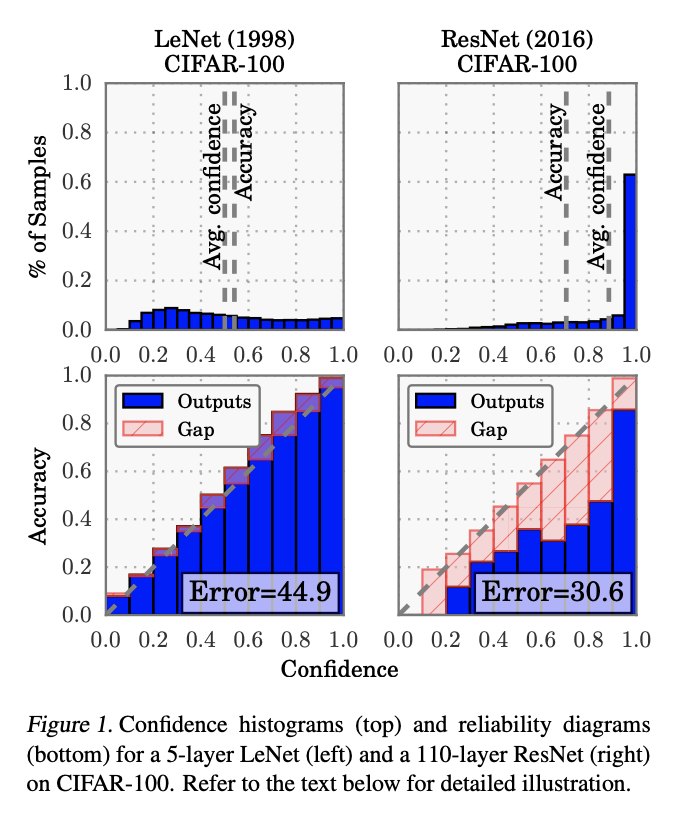 LeNet (1998)
CIFAR-100
ResNet (2016)
CIFAR-100
% of Samples
1.0
0.8
0.6
0.4
0.2
0.0
Avg. confidence
Accuracy
0.0 0.2 0.4 0.6 0.8 1.0
Accuracy
Avg. confidence
0.0 0.2 0.4 0.6 0.8 1.0
Accuracy
1.0
0.8
0.6
0.4
0.2
0.0
Outputs
Gap
Error=44.9
0.0 0.2 0.4 0.6 0.8 1.0
Outputs
Gap
Error=30.6
0.0 0.2 0.4 0.6 0.8 1.0
Confidence
Figure 1. Confidence histograms (top) and reliability diagrams
(bottom) for a 5-layer LeNet (left) and a 110-layer ResNet (right)
on CIFAR-100. Refer to the text below for detailed illustration.